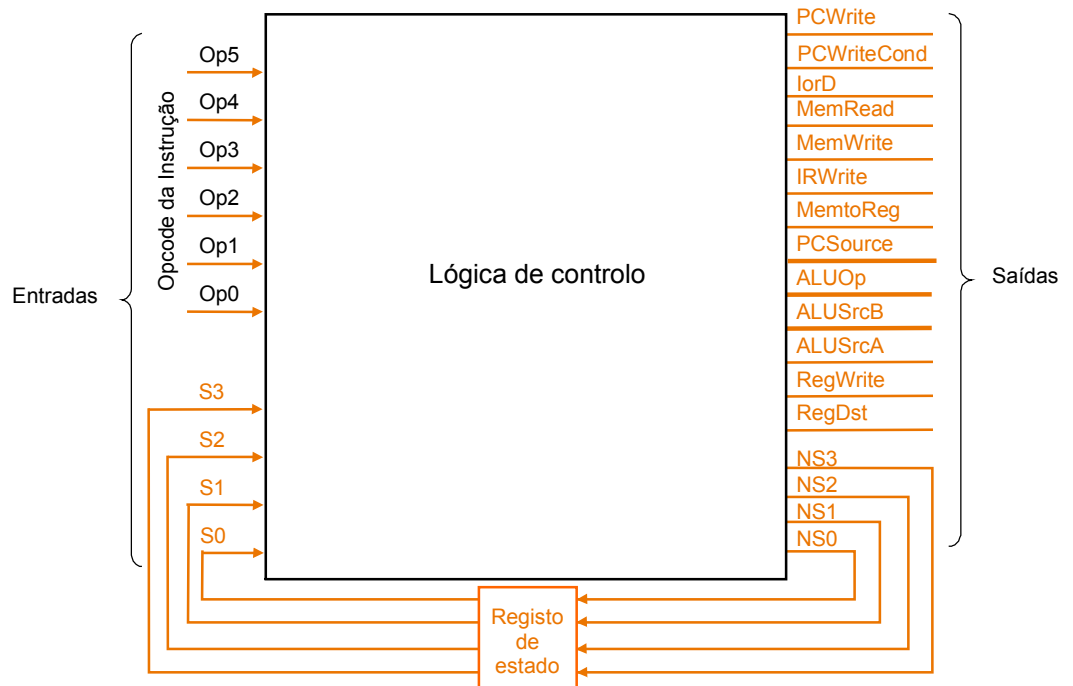 Entradas
Opcode da Instrução
Op5
Op4
Op3
Op2
Op1
Op0
S3
S2
S1
S0
Lógica de controlo
PCWrite
PCWriteCond
IorD
MemRead
MemWrite
IRWrite
MemtoReg
PCSource
ALUOp
ALUSrcB
ALUSrcA
RegWrite
RegDst
NS3
NS2
NS1
NS0
Saídas
Registo
de
estado